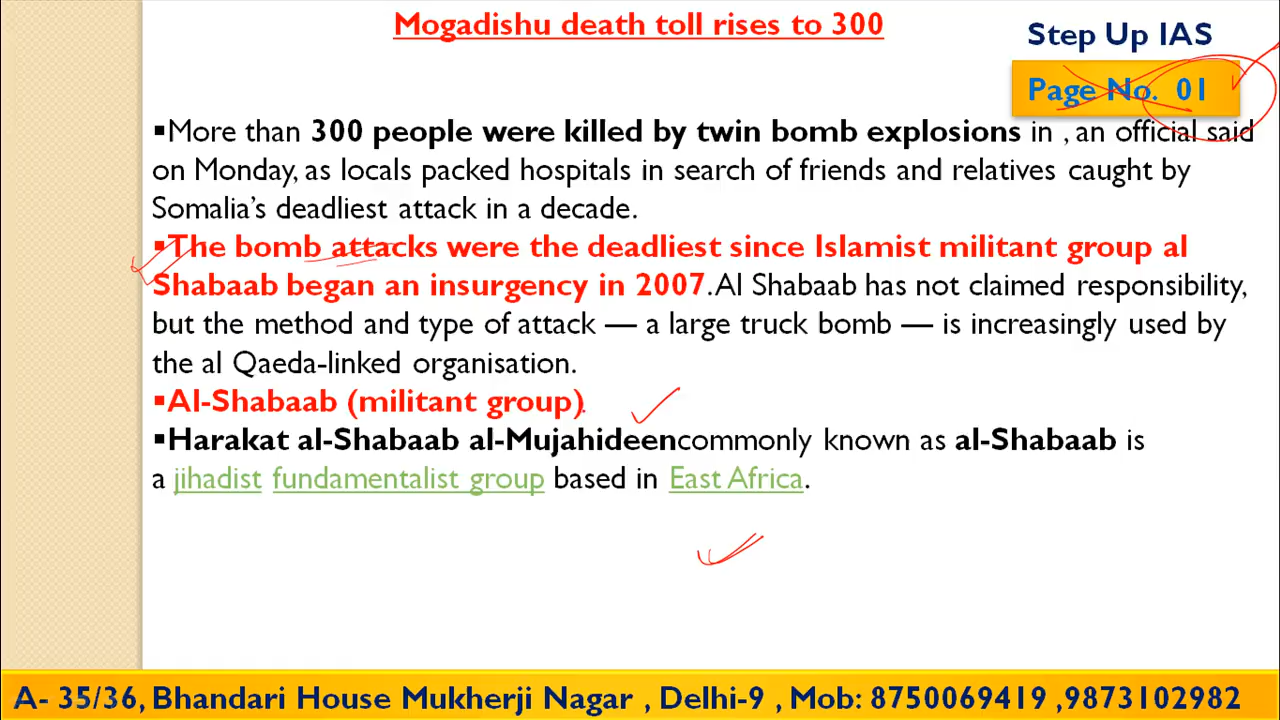 Mogadishu death toll rises to 300
Step Up IAS
Page No. 01
▪More than 300 people were killed by twin bomb explosions in , an official said
on Monday, as locals packed hospitals in search of friends and relatives caught by
Somalia's deadliest attack in a decade.
▪The bomb attacks were the deadliest since Islamist militant group al
Shabaab began an insurgency in 2007. Al Shabaab has not claimed responsibility,
but the method and type of attack — a large truck bomb — is increasingly used by
the al Qaeda-linked organisation.
▪Al-Shabaab (militant group).
▪Harakat al-Shabaab al-Mujahideencommonly known as al-Shabaab is
a jihadist fundamentalist group based in East Africa.
A- 35/36, Bhandari House Mukherji Nagar , Delhi-9 , Mob: 8750069419 ,9873102982